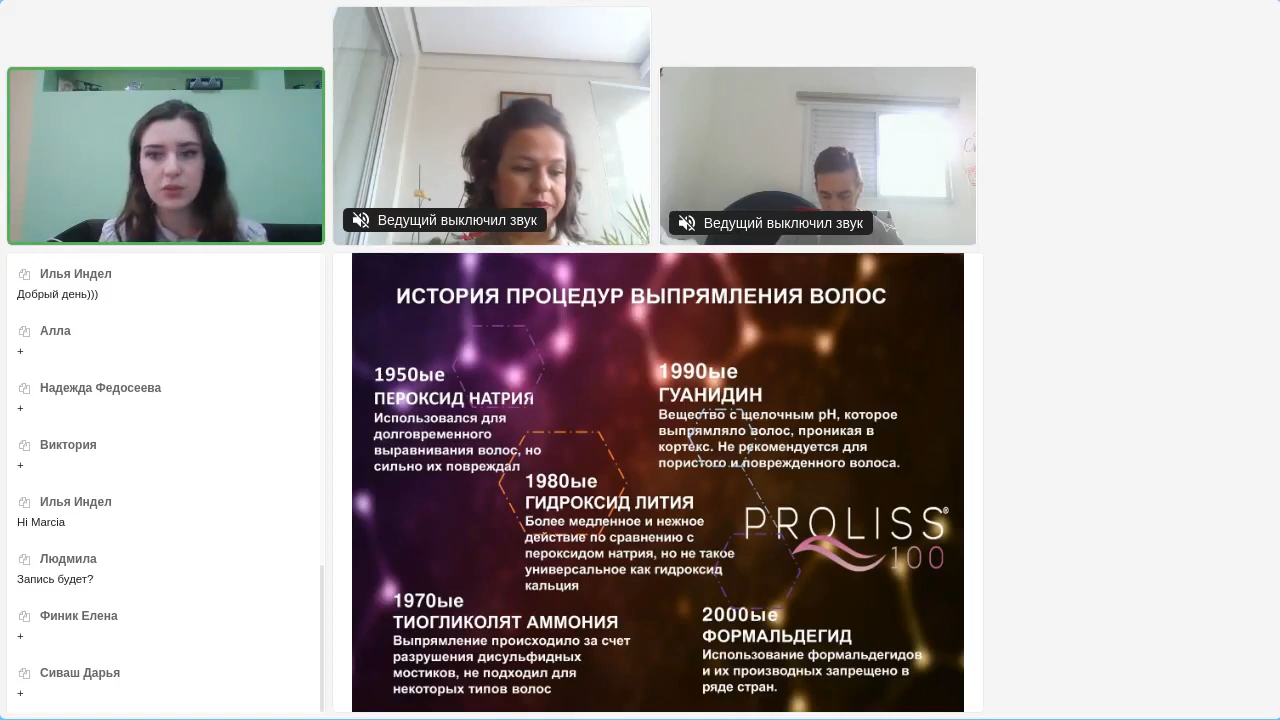 Ведущий выключил звук
Ведущий выключил звук
Илья Индел
Добрый день)))
Алла
+
Надежда Федосеева
+
Виктория
+
Илья Индел
Hi Marcia
Людмила
Запись будет?
Финик Елена
+
Сиваш Дарья
+
ИСТОРИЯ ПРОЦЕДУР ВЫПРЯМЛЕНИЯ ВОЛОС
1950ые
ПЕРОКСИД НАТРИЯ
Использовался для
долговременного
выравнивания волос, но
сильно их повреждал
1990ые
ГУАНИДИН
Вещество с щелочным pH, которое
выпрямляло волос, проникая в
кортекс. Не рекомендуется для
пористого и поврежденного волоса.
1980ые
ГИДРОКСИД ЛИТИЯ
Более медленное и нежное
действие по сравнению с
пероксидом натрия, но не такое
универсальное как гидроксид
кальция
PROLISS®
100
1970ые
ТИОГЛИКОЛЯТ АММОНИЯ
Выпрямление происходило за счет
разрушения дисульфидных
мостиков, не подходил для
некоторых типов волос
2000ые
ФОРМАЛЬДЕГИД
Использование формальдегидов
и их производных запрещено в
ряде стран.